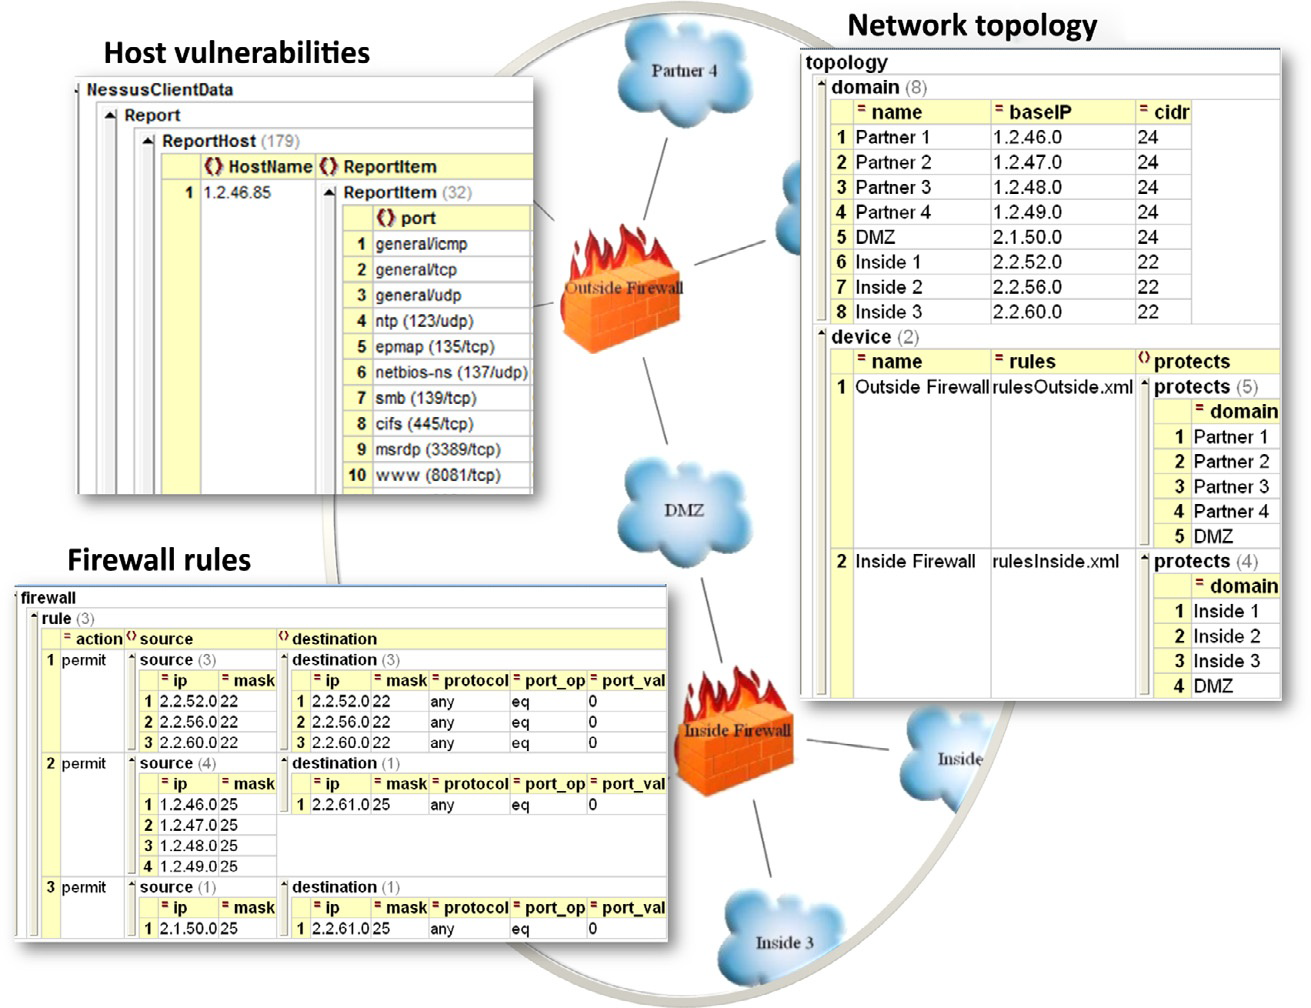 Host vulnerabilities
NessusClientData
Report
ReportHost (179)
HostName ReportItem
1 1.2.46.85 ReportItem (32)
port
1 general/icmp
2 general/tcp
3 general/udp
4 ntp (123/udp)
5 epmap (135/tcp)
6 netbios-ns (137/udp)
7 smb (139/tcp)
8 cifs (445/tcp)
9 msrdp (3389/tcp)
10 www (8081/tcp)
Partner 4
Outside Firewall
DMZ
Inside Firewall
Inside
Inside 3
Network topology
topology
domain (8)
= name = baseIP = cidr
1 Partner 1 1.2.46.0 24
2 Partner 2 1.2.47.0 24
3 Partner 3 1.2.48.0 24
4 Partner 4 1.2.49.0 24
5 DMZ 2.1.50.0 24
6 Inside 1 2.2.52.0 22
7 Inside 2 2.2.56.0 22
8 Inside 3 2.2.60.0 22
device (2)
= name = rules protects
1 Outside Firewall rulesOutside.xml protects (5)
= domain
1 Partner 1
2 Partner 2
3 Partner 3
4 Partner 4
5 DMZ
2 Inside Firewall rulesInside.xml protects (4)
= domain
1 Inside 1
2 Inside 2
3 Inside 3
4 DMZ
Firewall rules
firewall
rule (3)
= action source destination
1 permit source (3) destination (3)
= ip = mask = ip = mask = protocol = port_op = port_val
1 2.2.52.0 22 1 2.2.52.0 22 any eq 0
2 2.2.56.0 22 2 2.2.56.0 22 any eq 0
3 2.2.60.0 22 3 2.2.60.0 22 any eq 0
2 permit source (4) destination (1)
= ip = mask = ip = mask = protocol = port_op = port_val
1 1.2.46.0 25 1 2.2.61.0 25 any eq 0
2 1.2.47.0 25
3 1.2.48.0 25
4 1.2.49.0 25
3 permit source (1) destination (1)
= ip = mask = ip = mask = protocol = port_op = port_val
1 2.1.50.0 25 1 2.2.61.0 25 any eq 0